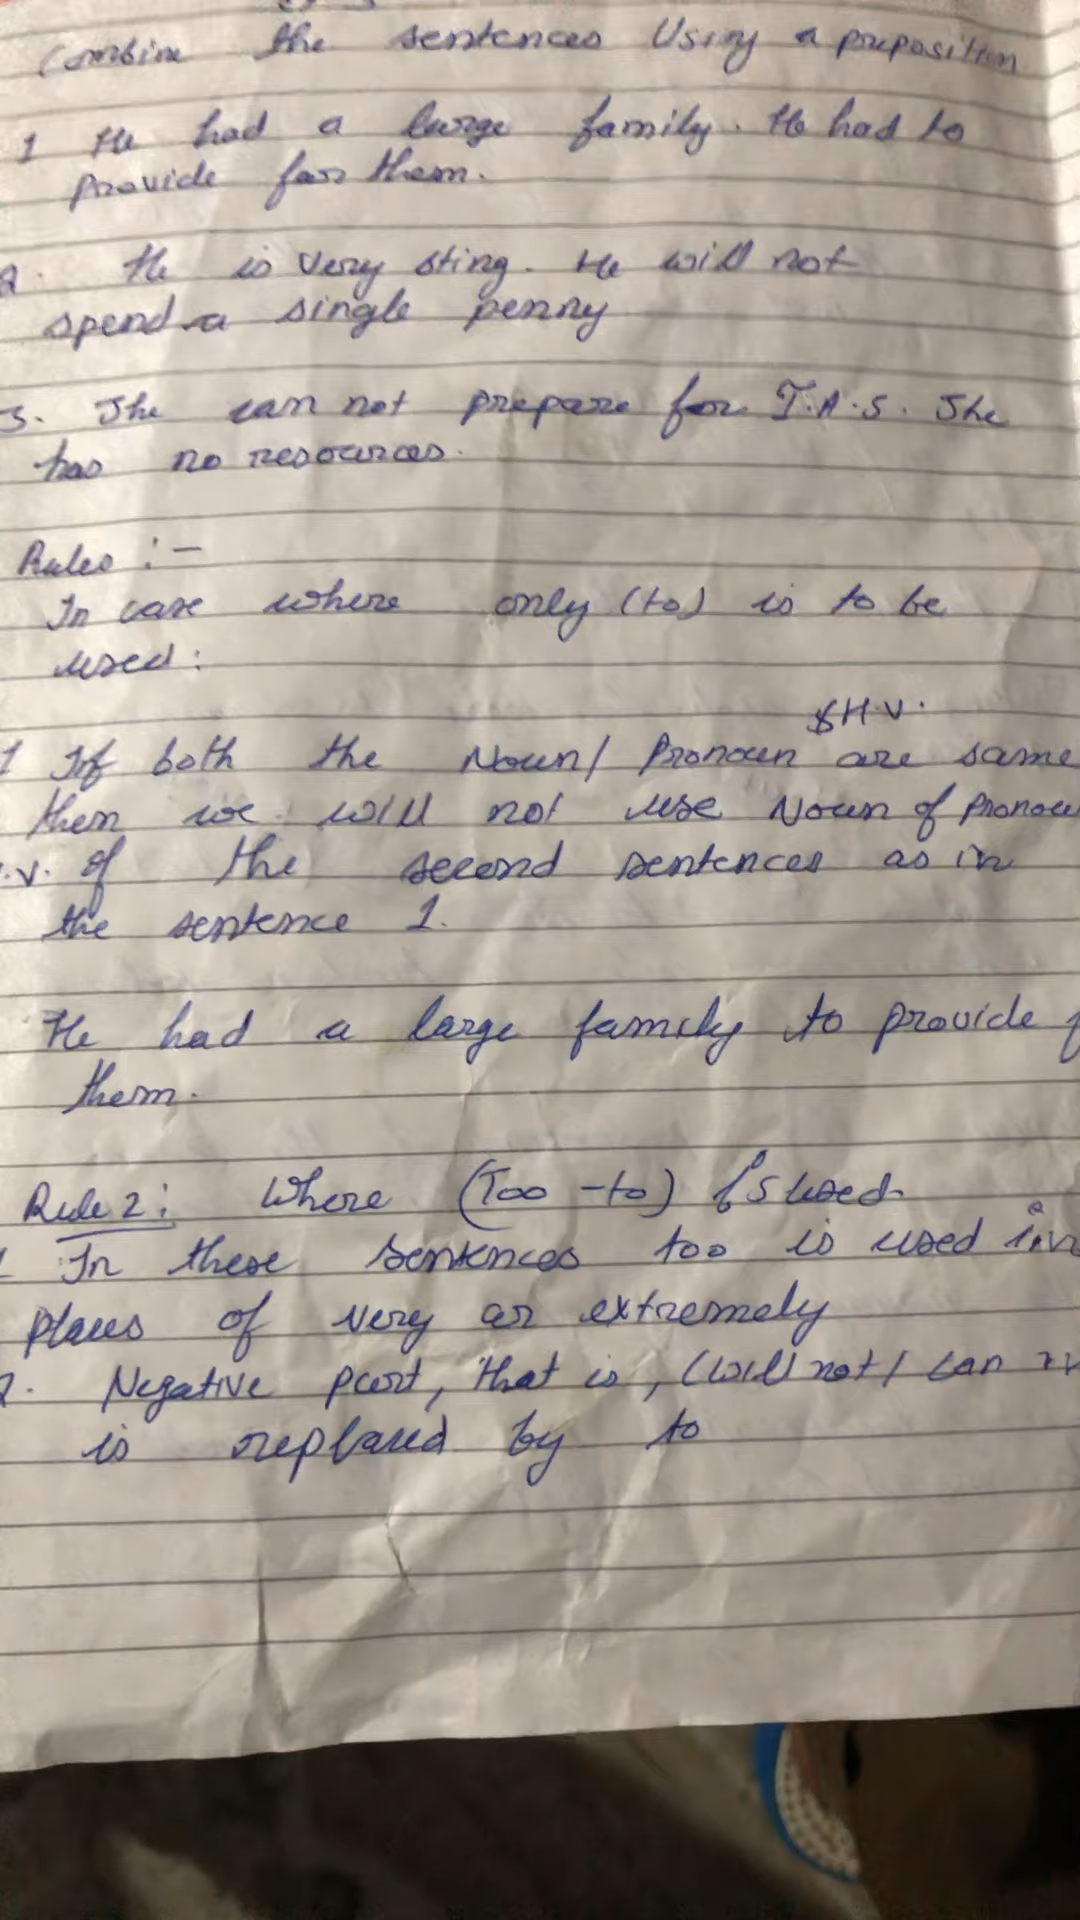 Combine the sentences Using a preposition
1 He had a large family. He had to
Provide for them.
2. He is very sting. He will not
spend a single penny
3. She can not prepare for I.A.S. She
has no resources.
Rules :-
In case where only (to) is to be
used:
&H.V.
1 If both the Noun/ Pronoun are same
then we will not use Noun of Pronou
.v. of the second sentences as in
the sentence 1.
He had a large family to provide f
them.
Rule 2: Where (Too -to) is used
1 In these sentences too is used in
places of very or extremely
2. Negative part, that is, (will not/ can n
is replaced by to